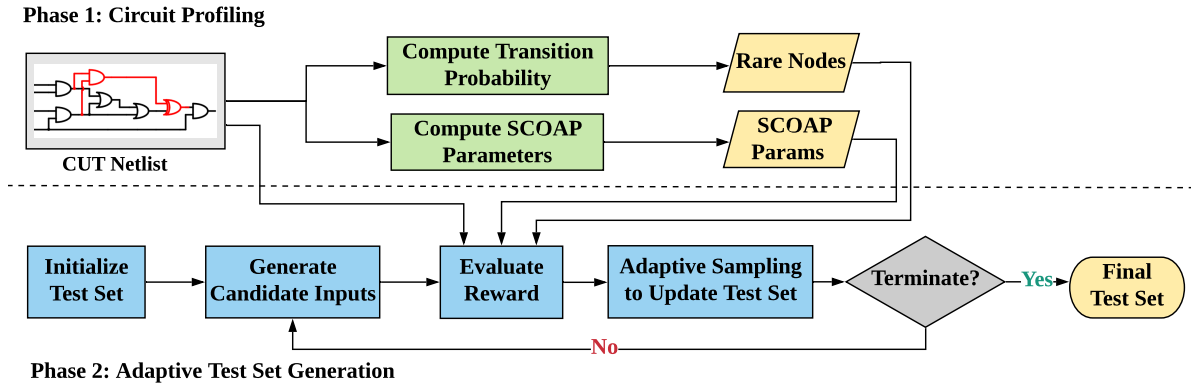 Phase 1: Circuit Profiling
Compute Transition
Probability
Rare Nodes
Compute SCOAP
Parameters
SCOAP
Params
CUT Netlist
Initialize
Test Set
Generate
Candidate Inputs
Evaluate
Reward
Adaptive Sampling
to Update Test Set
Terminate?
Yes
Final
Test Set
No
Phase 2: Adaptive Test Set Generation